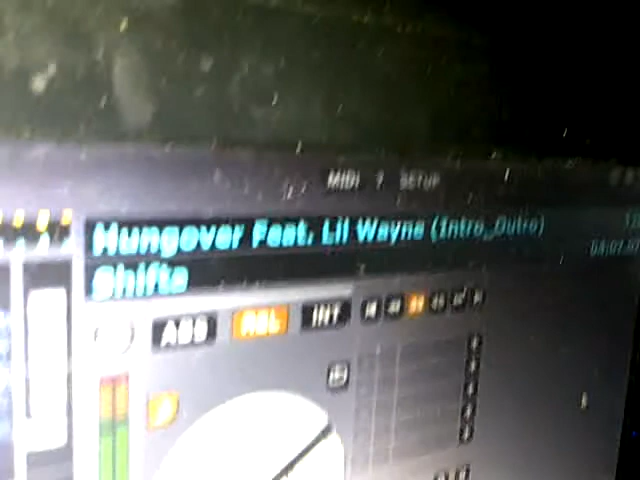 MIDI ? SETUP
Hungover Feat. Lil Wayne (Intro_Outro)
Shifta
ABS REL INT